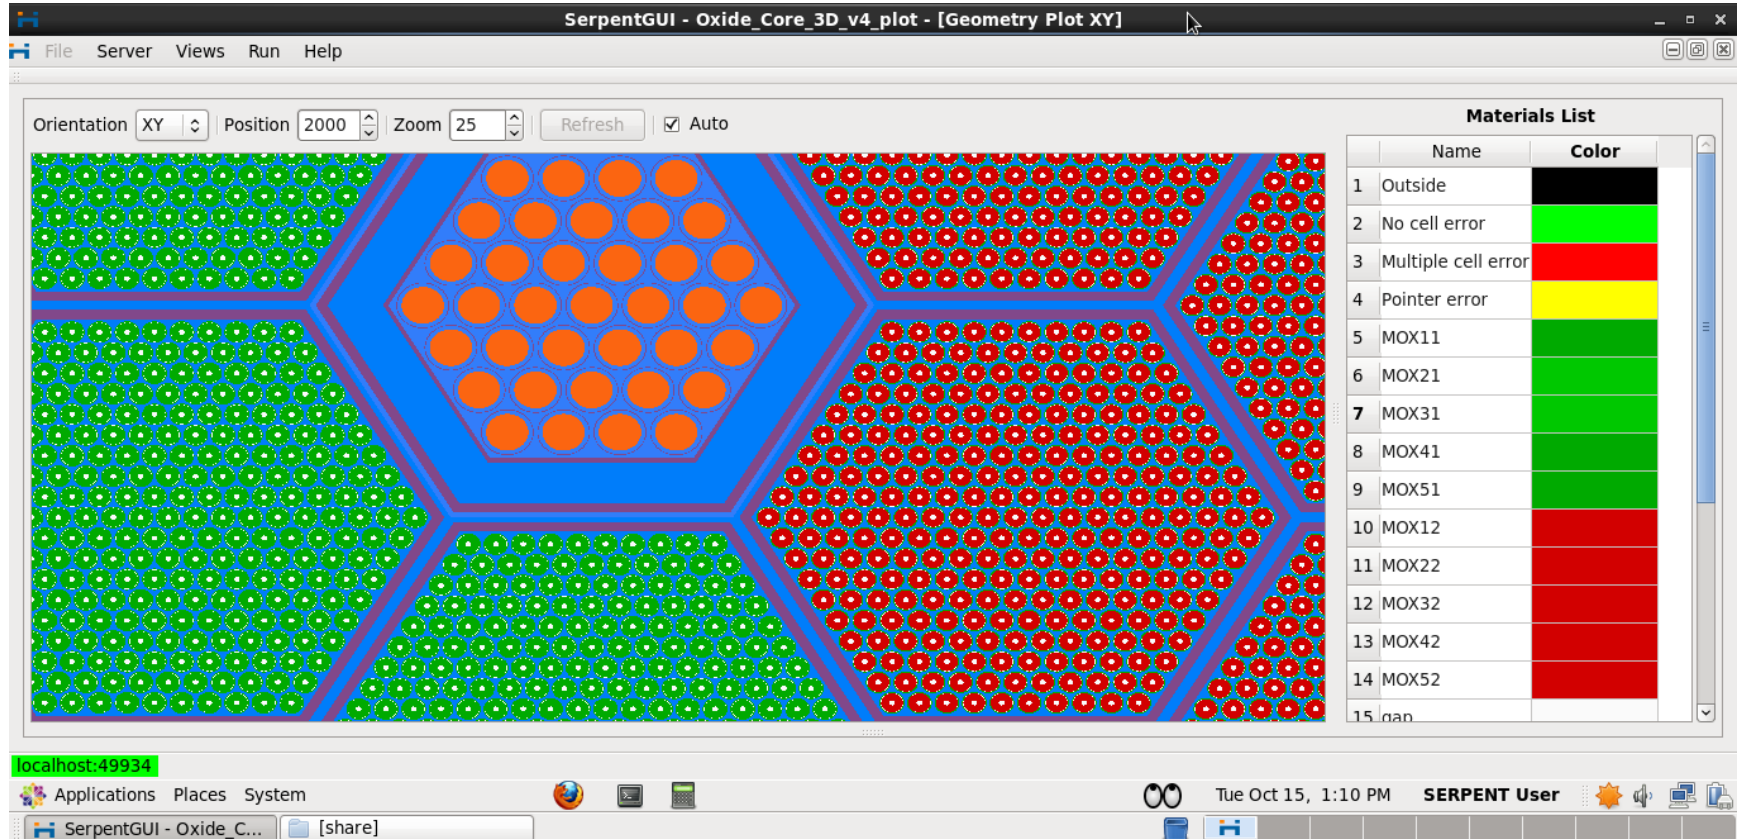 SerpentGUI - Oxide_Core_3D_v4_plot - [Geometry Plot XY]
File Server Views Run Help
Orientation XY Position 2000 Zoom 25 Refresh Auto
Materials List
Name Color
1 Outside
2 No cell error
3 Multiple cell error
4 Pointer error
5 MOX11
6 MOX21
7 MOX31
8 MOX41
9 MOX51
10 MOX12
11 MOX22
12 MOX32
13 MOX42
14 MOX52
15 gap
localhost:49934
Applications Places System Tue Oct 15, 1:10 PM SERPENT User
SerpentGUI - Oxide_C... [share]